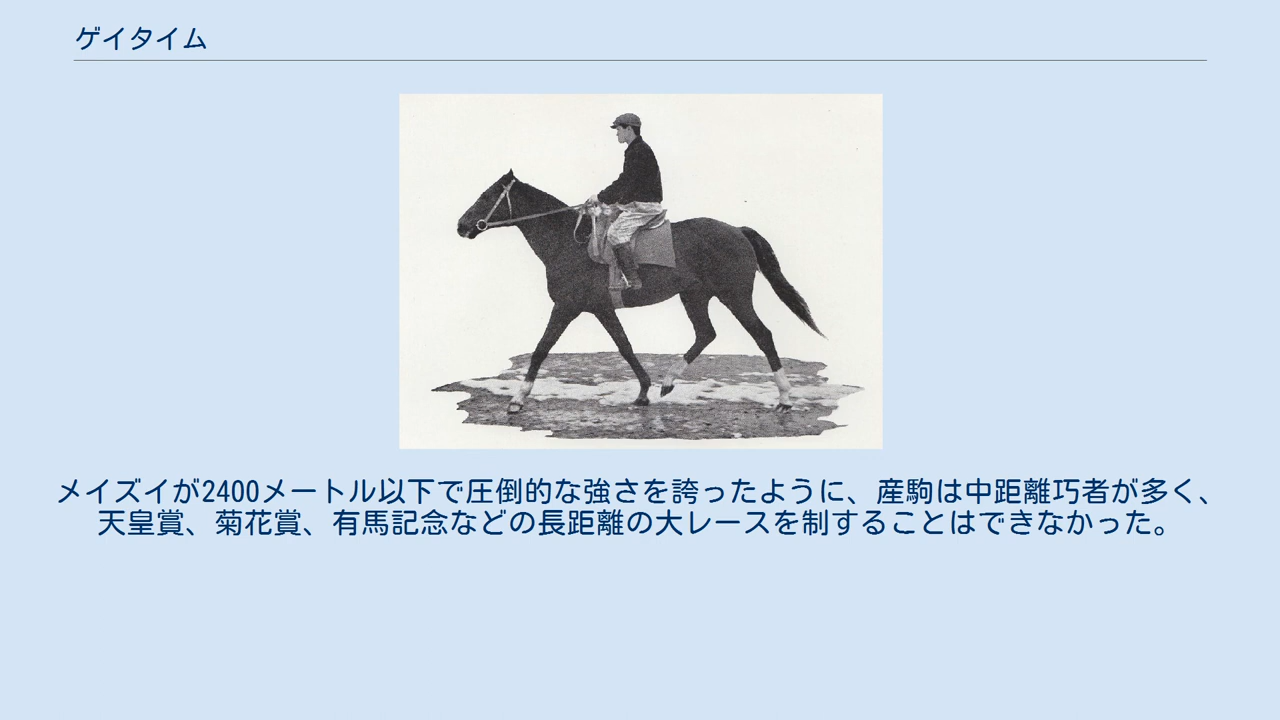 ゲイタイム
メイズイが2400メートル以下で圧倒的な強さを誇ったように、産駒は中距離巧者が多く、
天皇賞、菊花賞、有馬記念などの長距離の大レースを制することはできなかった。